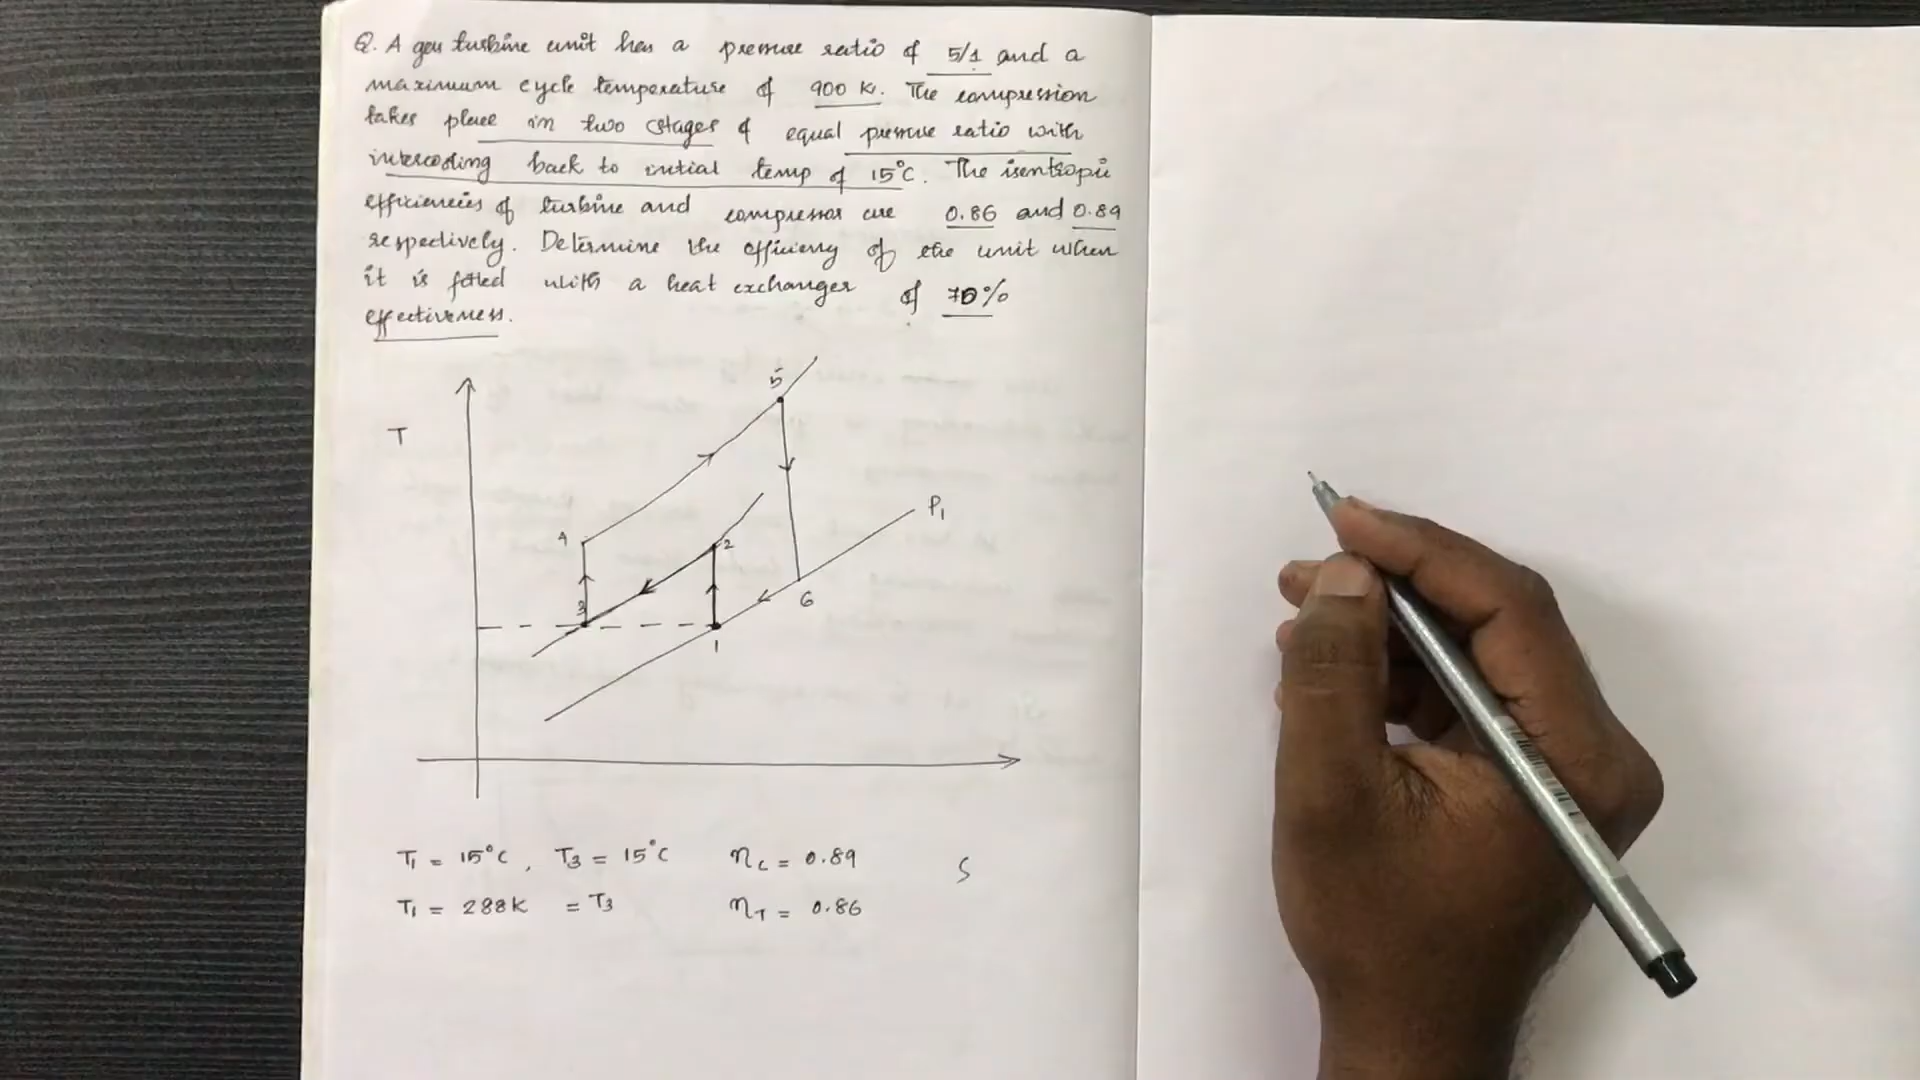 Q. A gas turbine unit has a pressure ratio of 5/1 and a
maximum cycle temperature of 900 K. The compression
takes place in two stages of equal pressure ratio with
intercooling back to initial temp of 15°C. The isentropic
efficiencies of turbine and compressor are 0.86 and 0.89
respectively. Determine the efficieny of the unit when
it is fitted with a heat exchanger of 70%
effectiveness.
T
5
P1
4
2
3
6
1
T1 = 15°C, T3 = 15°C ηc = 0.89
S
T1 = 288K = T3 ηT = 0.86